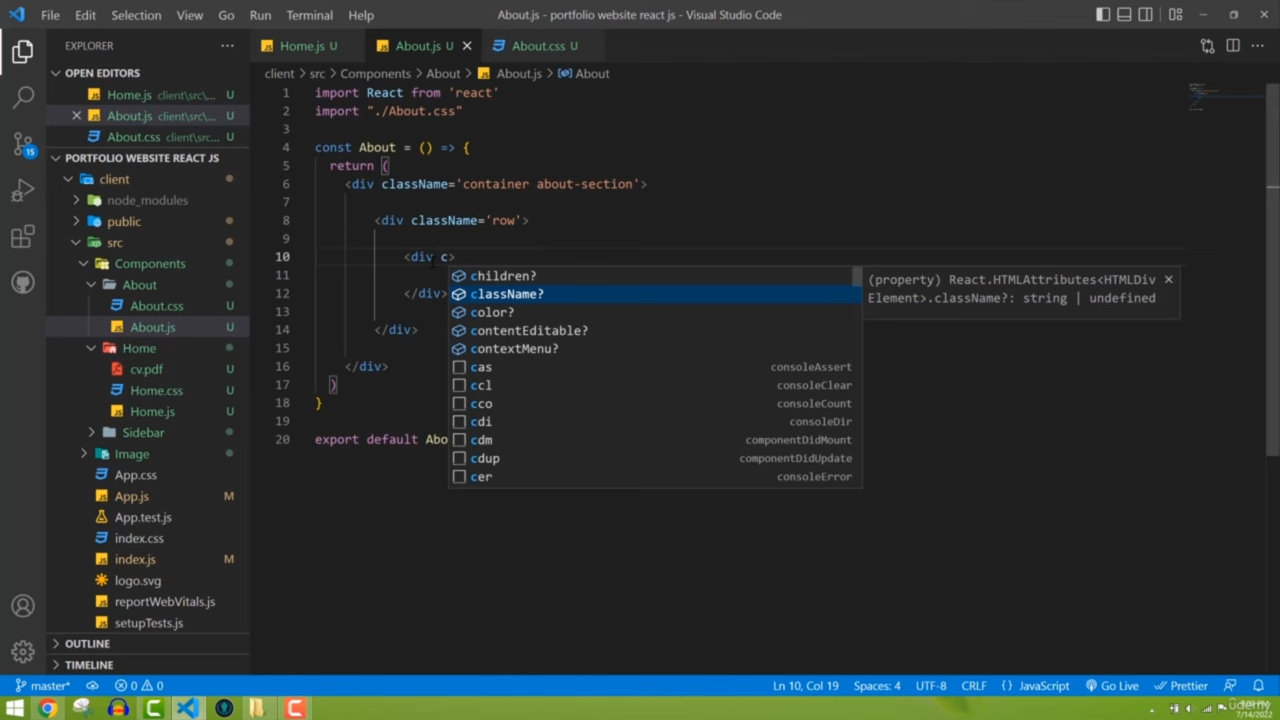 File Edit Selection View Go Run Terminal Help About.js - portfolio website react js - Visual Studio Code
EXPLORER
OPEN EDITORS
Home.js client\src\... U
About.js client\src\... U
About.css client\src... U
PORTFOLIO WEBSITE REACT JS
client
node_modules
public
src
Components
About
About.css U
About.js U
Home
cv.pdf U
Home.css U
Home.js U
Sidebar
Image
App.css
App.js M
App.test.js
index.css
index.js M
logo.svg
reportWebVitals.js
setupTests.js
OUTLINE
TIMELINE
15
Home.js U About.js U About.css U
client > src > Components > About > About.js > About
1 import React from 'react'
2 import "./About.css"
3
4 const About = () => {
5 return (
6 <div className='container about-section'>
7
8 <div className='row'>
9
10 <div c>
11
12 </div>
13
14 </div>
15
16 </div>
17 )
18 }
19
20 export default Abo
children?
className?
color?
contentEditable?
contextMenu?
cas consoleAssert
ccl consoleClear
cco consoleCount
cdi consoleDir
cdm componentDidMount
cdup componentDidUpdate
cer consoleError
(property) React.HTMLAttributes<HTMLDiv
Element>.className?: string | undefined
master* 0 0 Ln 10, Col 19 Spaces: 4 UTF-8 CRLF {} JavaScript Go Live Prettier
7/14/2022
udemy